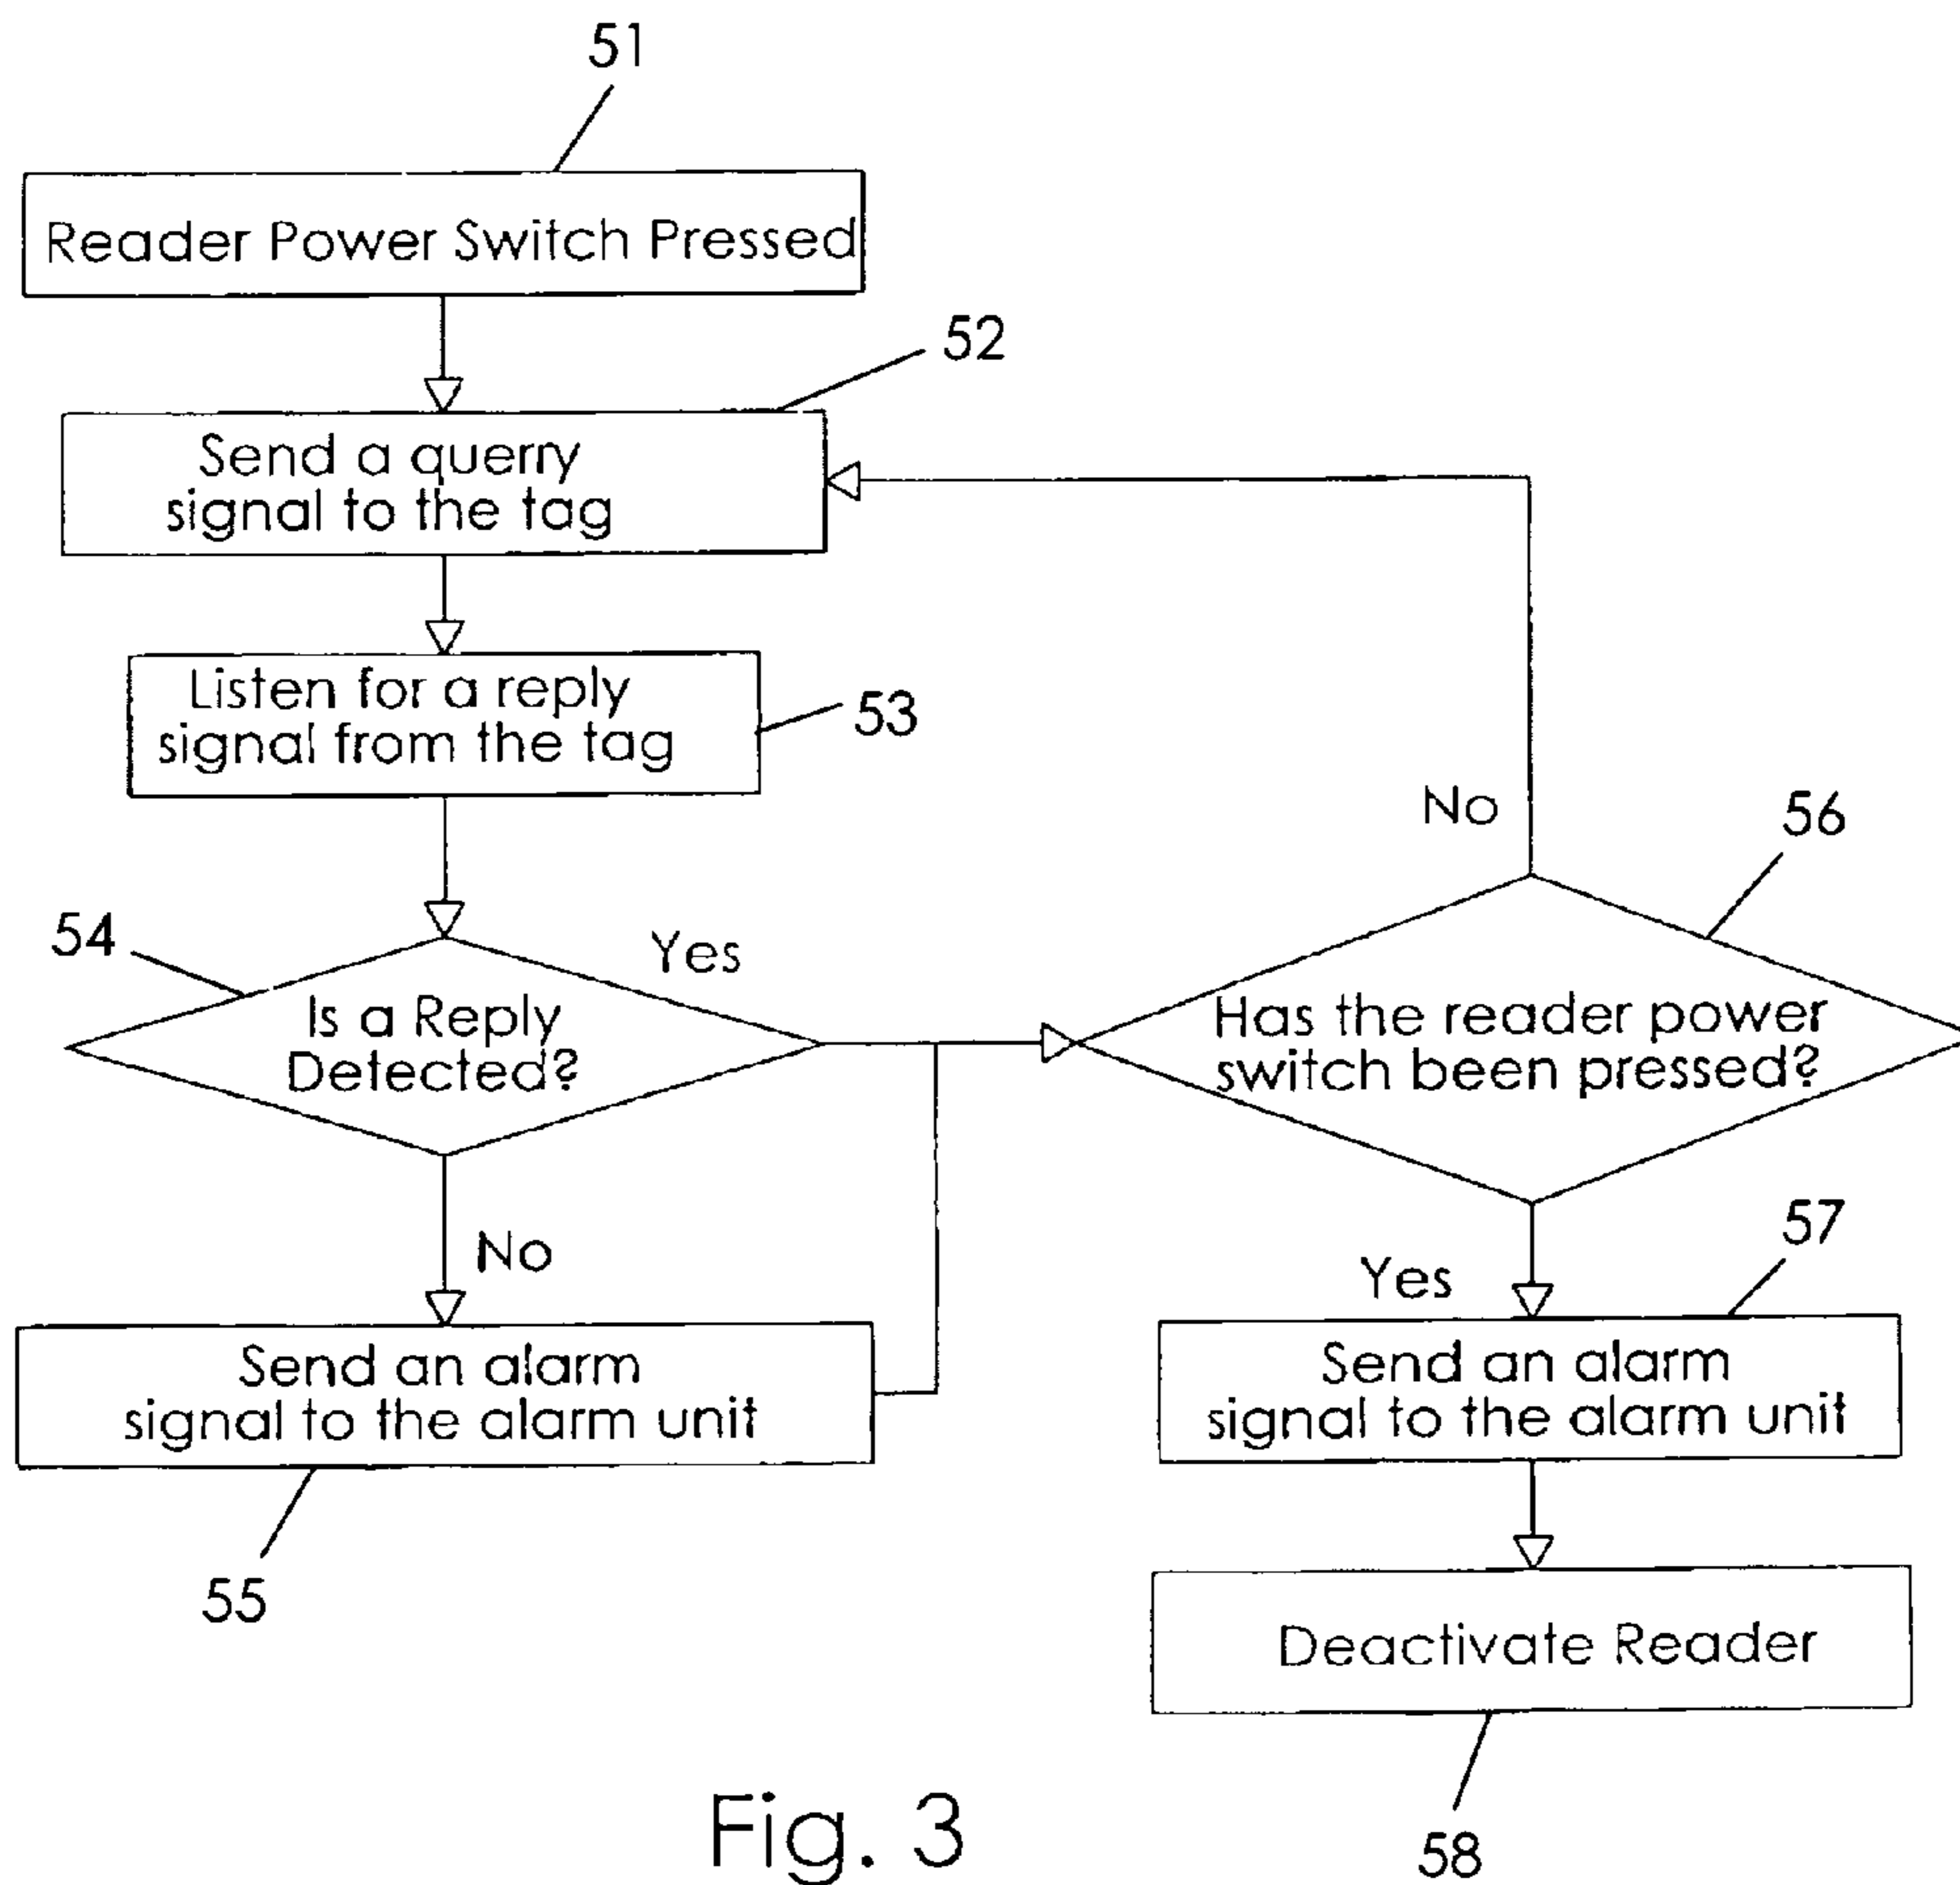 51
Reader Power Switch Pressed
52
Send a querry
signal to the tag
Listen for a reply
signal from the tag
53
No
56
54
Yes
Is a Reply
Detected?
Has the reader power
switch been pressed?
No
57
Yes
Send an alarm
signal to the alarm unit
Send an alarm
signal to the alarm unit
55
Deactivate Reader
58
Fig. 3